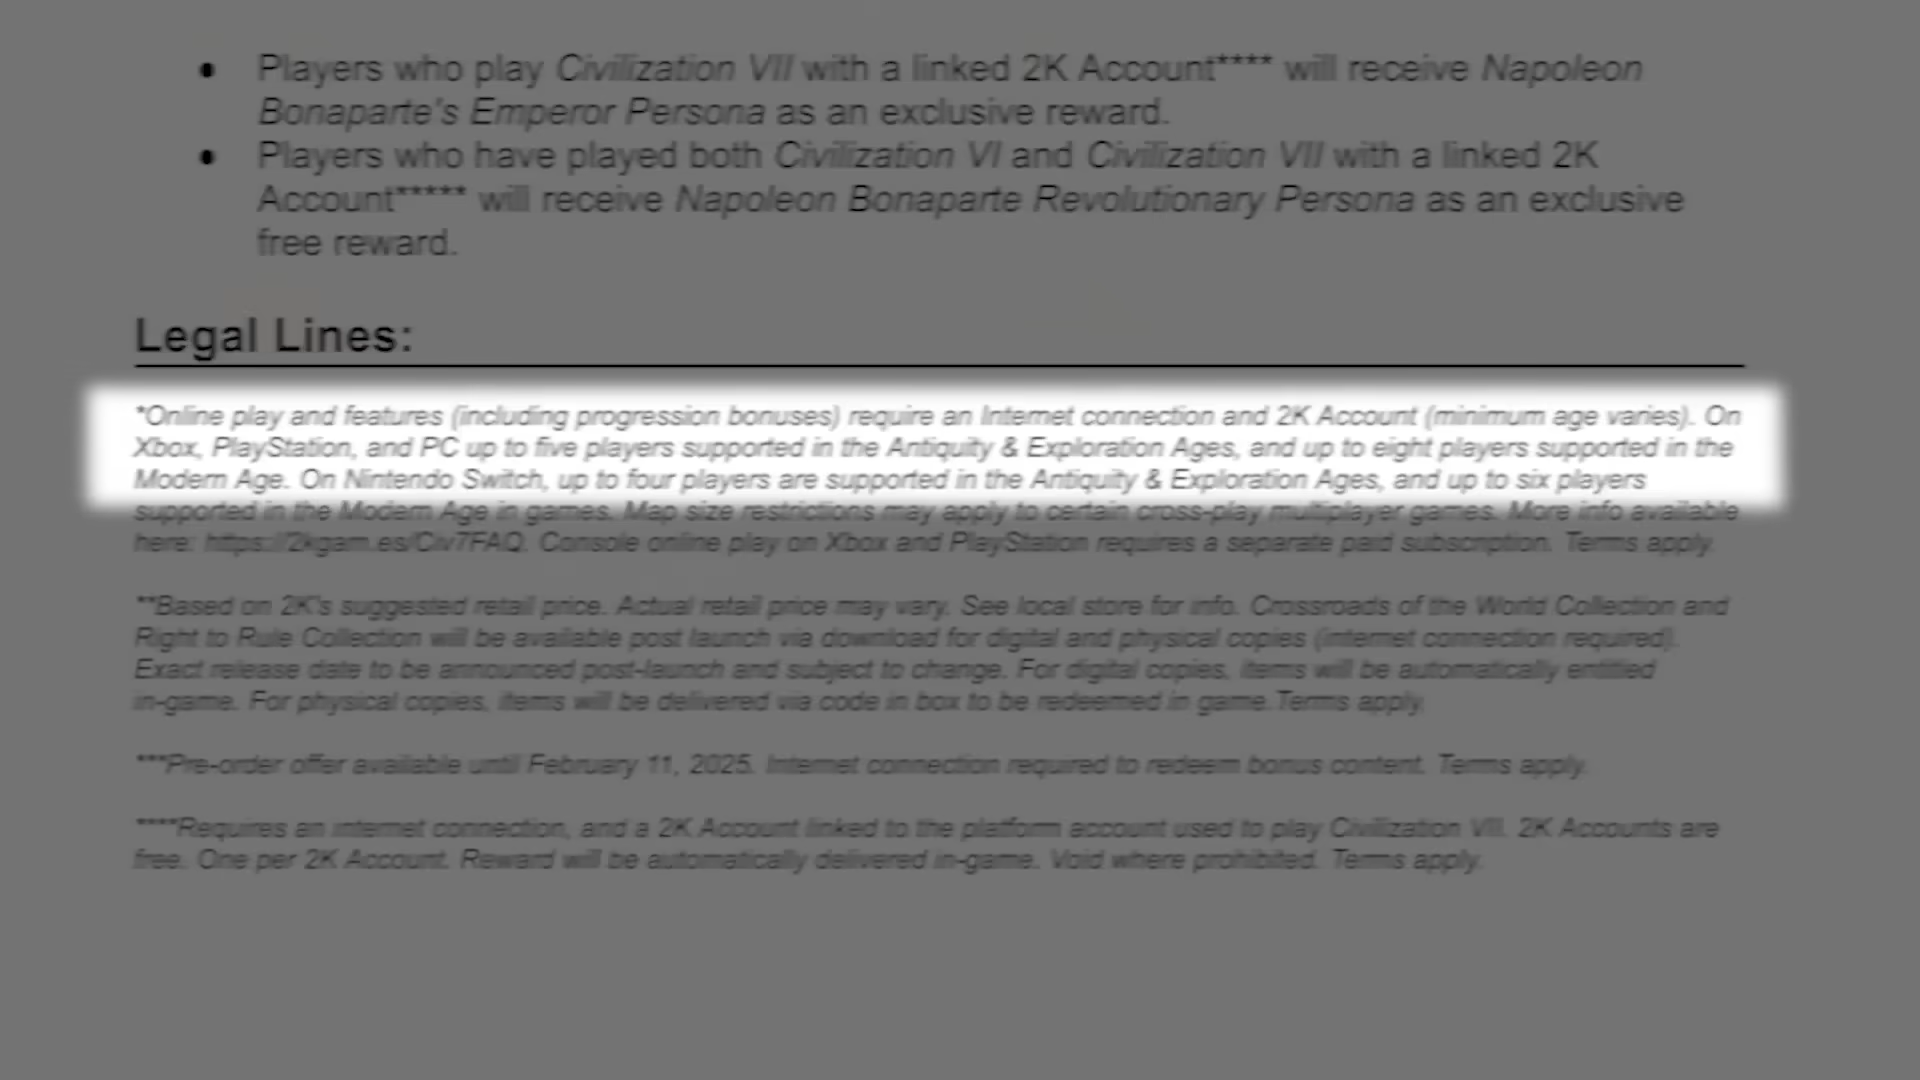 • Players who play Civilization VII with a linked 2K Account**** will receive Napoleon
Bonaparte's Emperor Persona as an exclusive reward.
• Players who have played both Civilization VI and Civilization VII with a linked 2K
Account***** will receive Napoleon Bonaparte Revolutionary Persona as an exclusive
free reward.
Legal Lines:
*Online play and features (including progression bonuses) require an Internet connection and 2K Account (minimum age varies). On
Xbox, PlayStation, and PC up to five players supported in the Antiquity & Exploration Ages, and up to eight players supported in the
Modern Age. On Nintendo Switch, up to four players are supported in the Antiquity & Exploration Ages, and up to six players
supported in the Modern Age in games. Map size restrictions may apply to certain cross-play multiplayer games. More info available
here: https://2kgam.es/Civ7FAQ. Console online play on Xbox and PlayStation requires a separate paid subscription. Terms apply.
**Based on 2K's suggested retail price. Actual retail price may vary. See local store for info. Crossroads of the World Collection and
Right to Rule Collection will be available post launch via download for digital and physical copies (internet connection required).
Exact release date to be announced post-launch and subject to change. For digital copies, items will be automatically entitled
in-game. For physical copies, items will be delivered via code in box to be redeemed in game.Terms apply.
***Pre-order offer available until February 11, 2025. Internet connection required to redeem bonus content. Terms apply.
****Requires an internet connection, and a 2K Account linked to the platform account used to play Civilization VII. 2K Accounts are
free. One per 2K Account. Reward will be automatically delivered in-game. Void where prohibited. Terms apply.